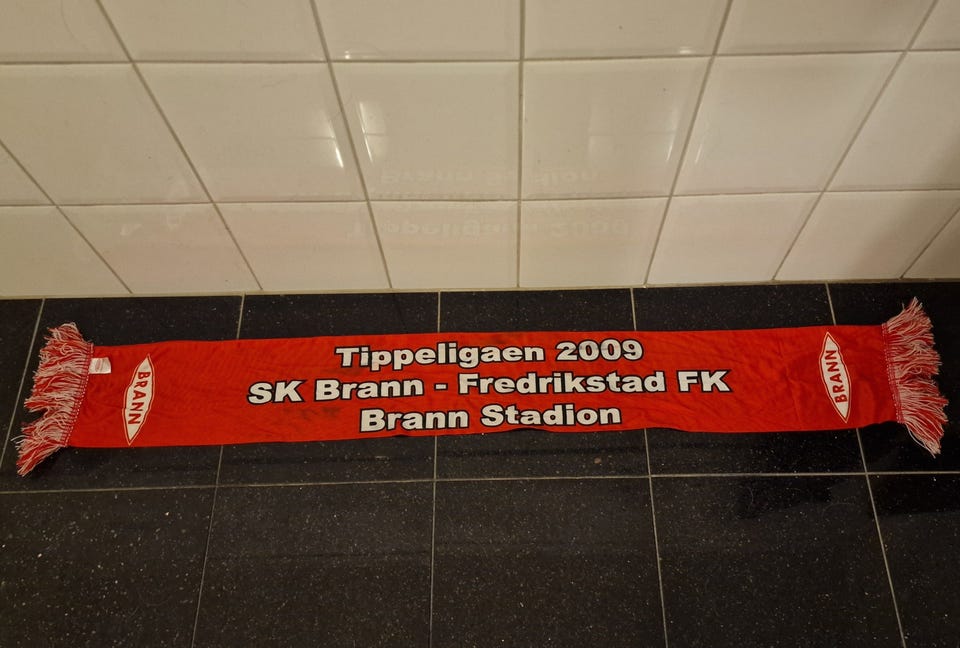 Tippeligaen 2009
SK Brann - Fredrikstad FK
Brann Stadion
BRANN
BRANN